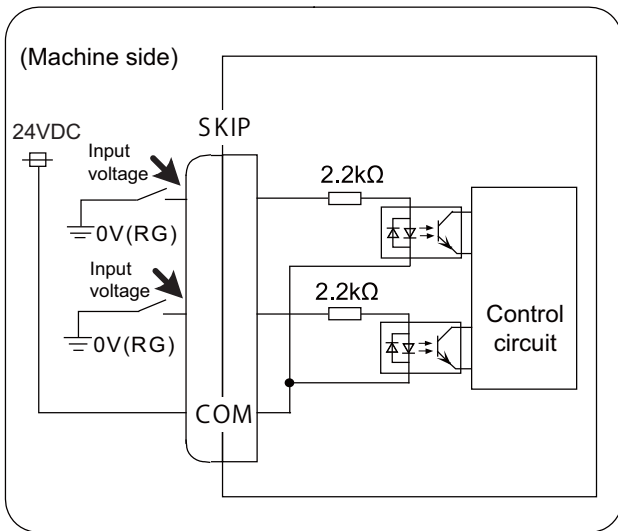 (Machine side)
SKIP
24VDC
Input
voltage
2.2kΩ
0V(RG)
Input
voltage
2.2kΩ
Control
circuit
0V(RG)
COM